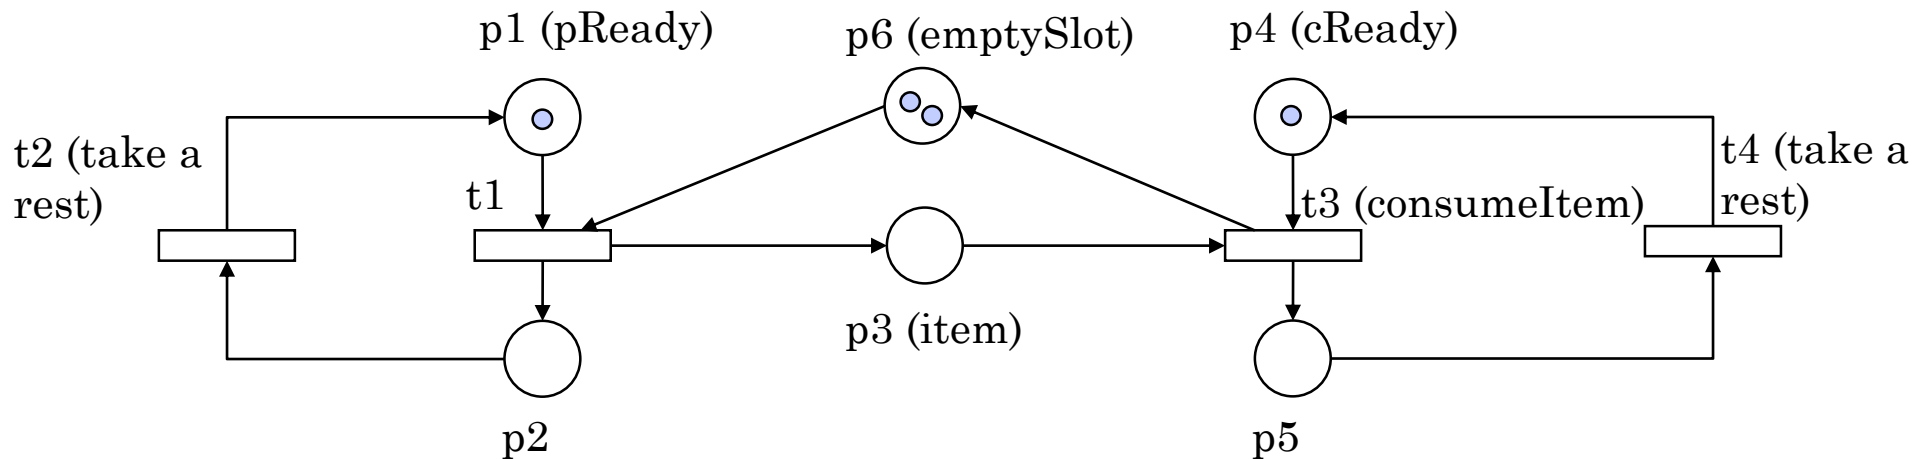 p1 (pReady)
p6 (emptySlot)
p4 (cReady)
t2 (take a
rest)
t1
t3 (consumeItem)
t4 (take a
rest)
p3 (item)
p2
p5